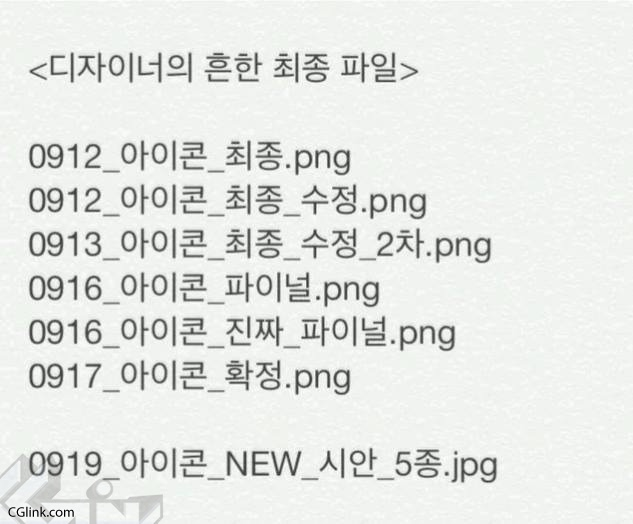 <디자이너의 흔한 최종 파일>
0912_아이콘_최종.png
0912_아이콘_최종_수정.png
0913_아이콘_최종_수정_2차.png
0916_아이콘_파이널.png
0916_아이콘_진짜_파이널.png
0917_아이콘_확정.png
0919_아이콘_NEW_시안_5종.jpg
CGlink.com